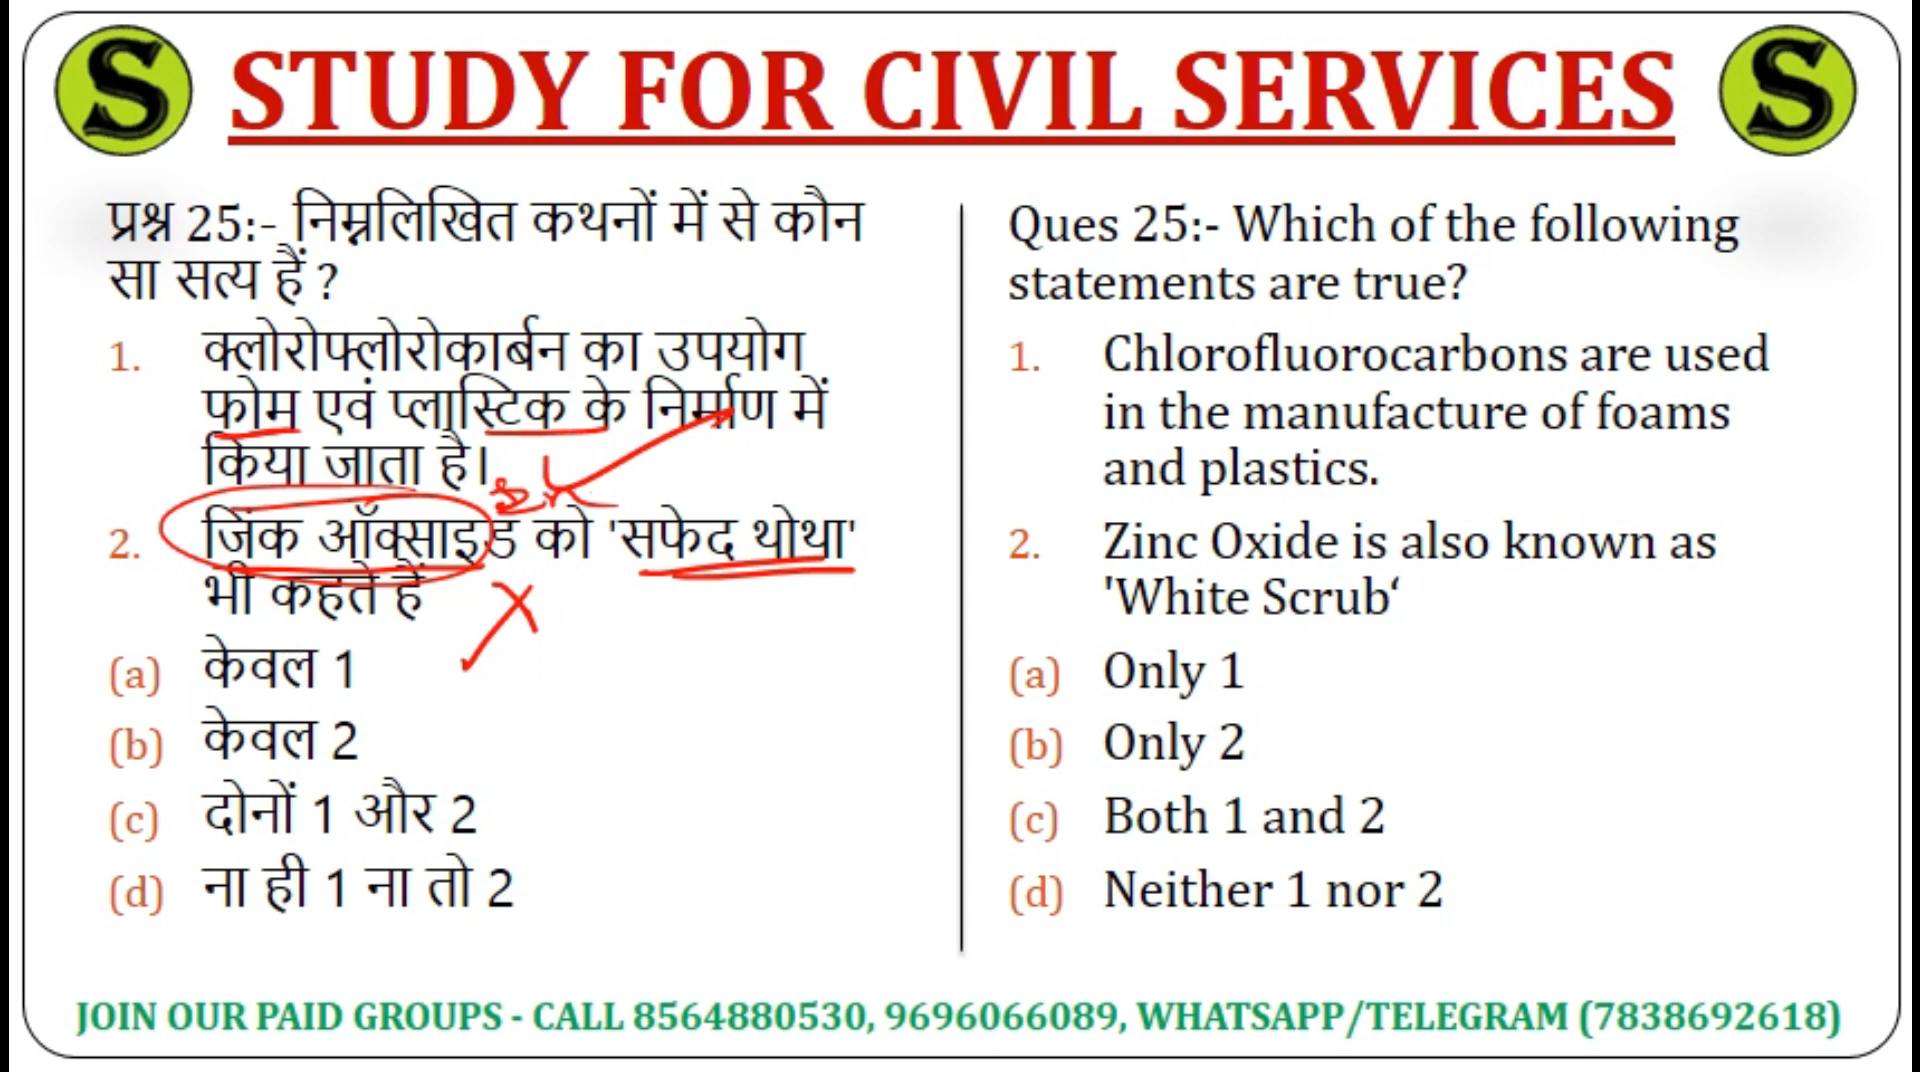 S STUDY FOR CIVIL SERVICES S
प्रश्न 25:- निम्नलिखित कथनों में से कौन
सा सत्य हैं ?
1. क्लोरोफ्लोरोकार्बन का उपयोग
फोम एवं प्लास्टिक के निर्माण में
किया जाता है।
2. जिंक ऑक्साइड को 'सफेद थोथा'
भी कहते हैं
(a) केवल 1
(b) केवल 2
(c) दोनों 1 और 2
(d) ना ही 1 ना तो 2
Ques 25:- Which of the following
statements are true?
1. Chlorofluorocarbons are used
in the manufacture of foams
and plastics.
2. Zinc Oxide is also known as
'White Scrub‘
(a) Only 1
(b) Only 2
(c) Both 1 and 2
(d) Neither 1 nor 2
JOIN OUR PAID GROUPS - CALL 8564880530, 9696066089, WHATSAPP/TELEGRAM (7838692618)